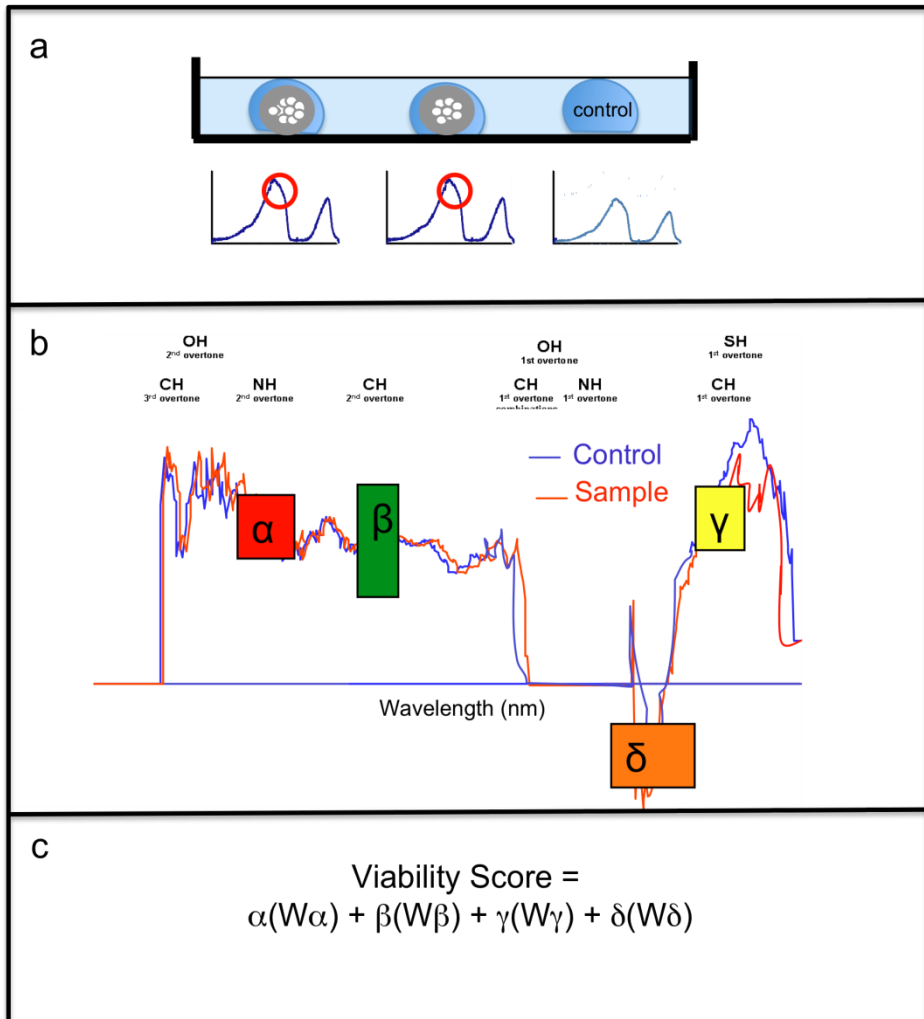 a
control
b
OH
2nd overtone
OH
1st overtone
SH
1st overtone
CH
3rd overtone
NH
2nd overtone
CH
2nd overtone
CH
1st overtone
combinations
NH
1st overtone
CH
1st overtone
Control
Sample
α
β
γ
δ
Wavelength (nm)
c
Viability Score =
α(Wα) + β(Wβ) + γ(Wγ) + δ(Wδ)